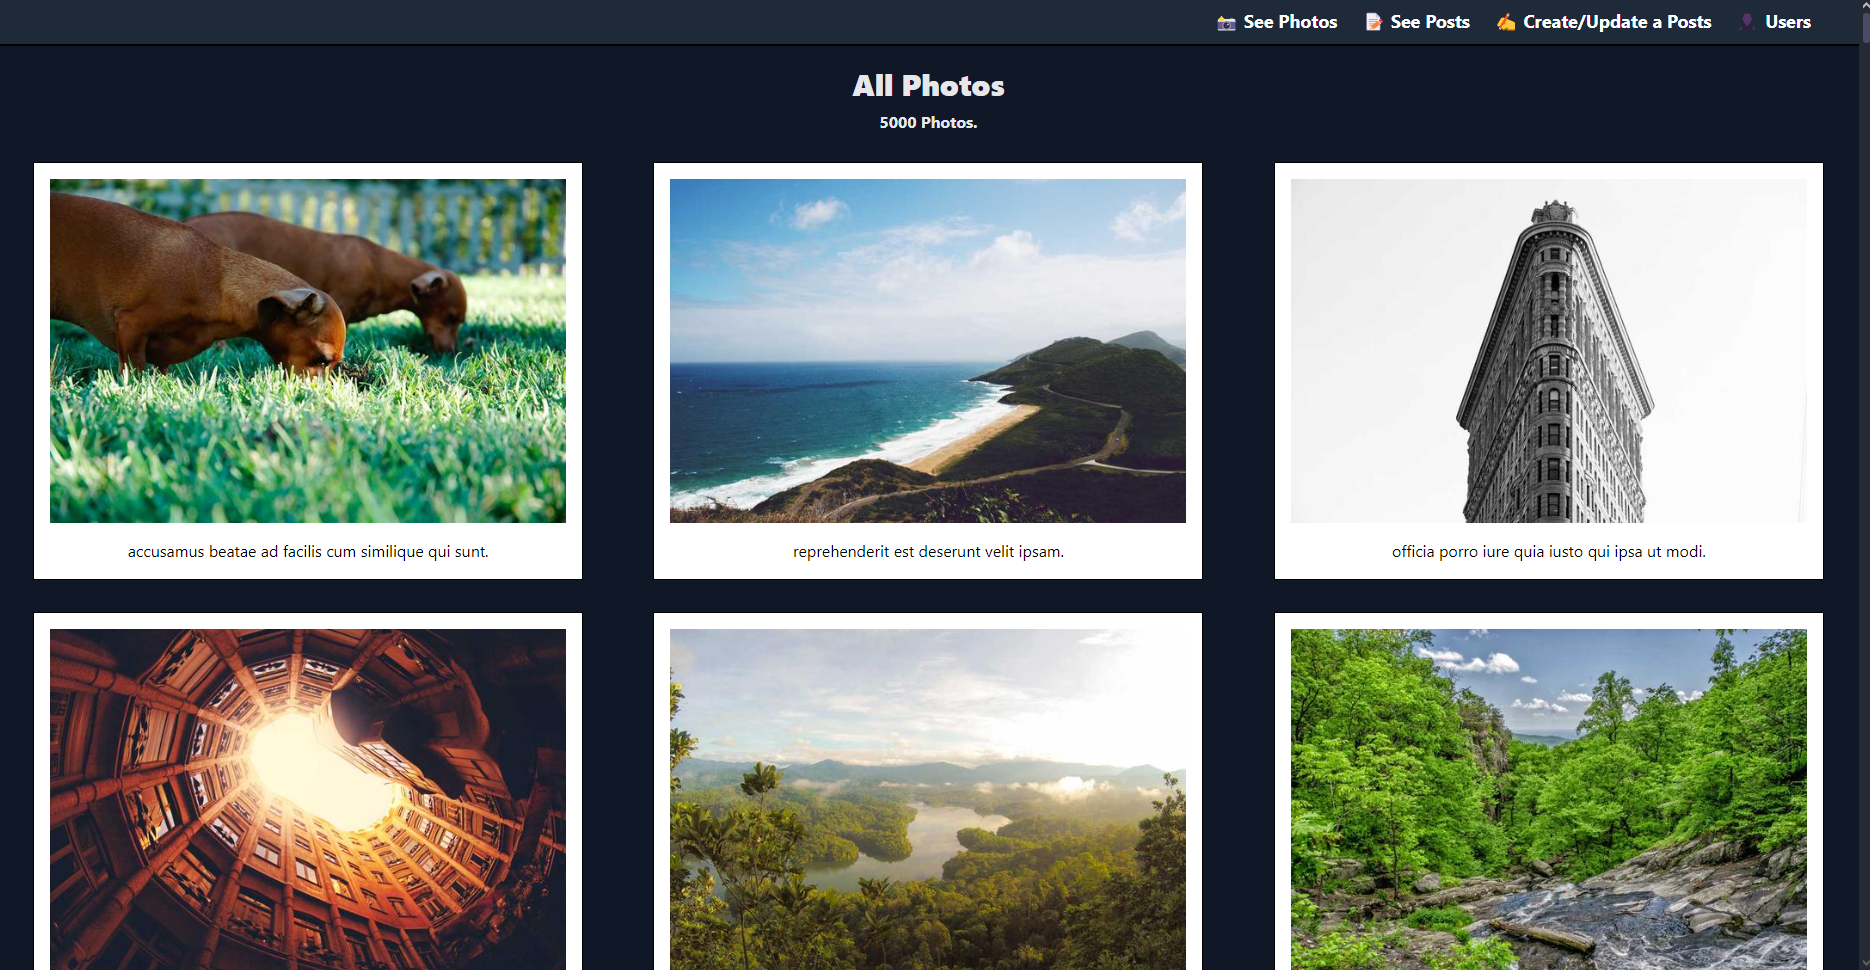 📸 See Photos 📝 See Posts ✍ Create/Update a Posts 👤 Users
All Photos
5000 Photos.
accusamus beatae ad facilis cum similique qui sunt.
reprehenderit est deserunt velit ipsam.
officia porro iure quia iusto qui ipsa ut modi.